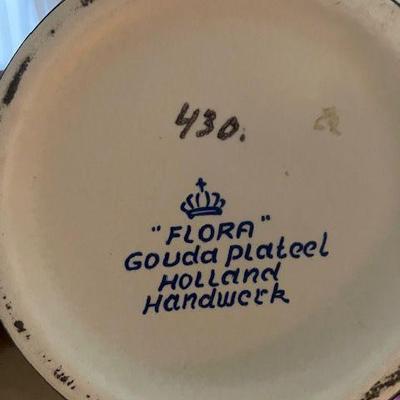 430.
"FLORA"
Gouda plateel
Holland
Handwerk